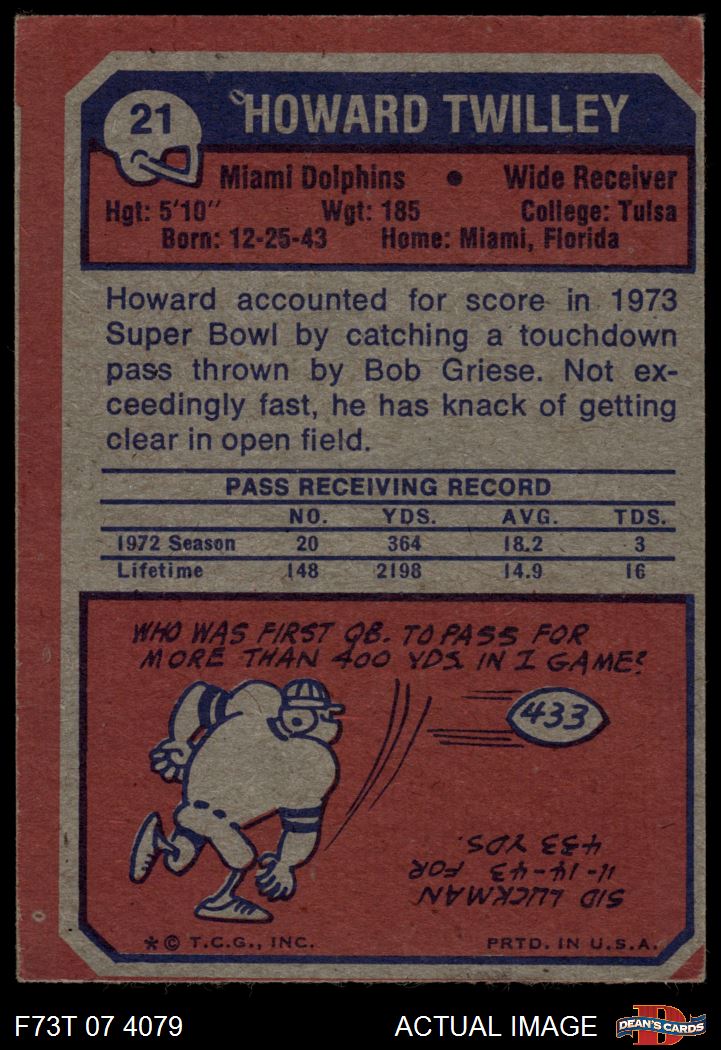 21
HOWARD TWILLEY
Miami Dolphins • Wide Receiver
Hgt: 5'10" Wgt: 185 College: Tulsa
Born: 12-25-43 Home: Miami, Florida
Howard accounted for score in 1973
Super Bowl by catching a touchdown
pass thrown by Bob Griese. Not ex-
ceedingly fast, he has knack of getting
clear in open field.
PASS RECEIVING RECORD
NO. YDS. AVG. TDS.
1972 Season 20 364 18.2 3
Lifetime 148 2198 14.9 16
WHO WAS FIRST QB. TO PASS FOR
MORE THAN 400 YDS. IN 1 GAME?
433
SID LUCKMAN
11-14-43 FOR
433 YDS.
*© T.C.G., INC. PRTD. IN U.S.A.
F73T 07 4079 ACTUAL IMAGE
D
DEAN'S CARDS